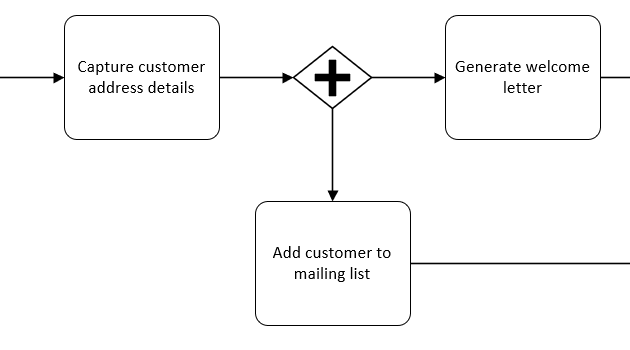 Capture customer
address details
Generate welcome
letter
Add customer to
mailing list